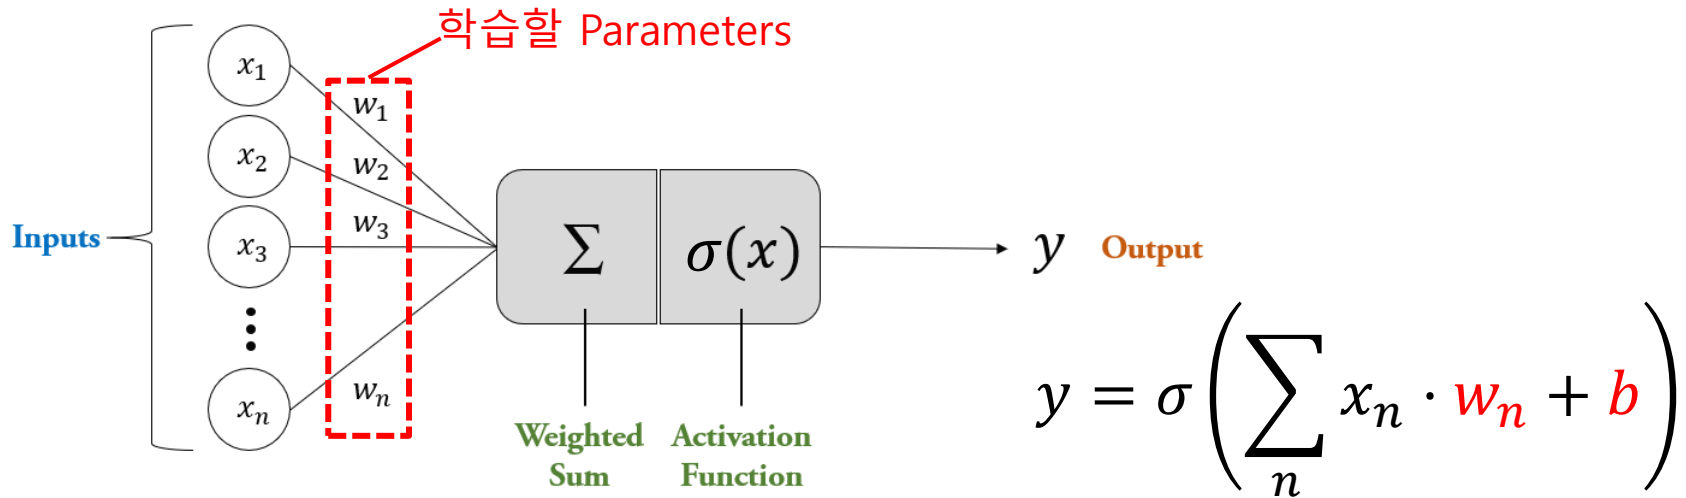 학습할 Parameters
x₁
w₁
x₂
w₂
w₃
Inputs
x₃
∑
σ(x)
y
Output
xₙ
wₙ
Weighted
Sum
Activation
Function
y = σ(∑ₙ xₙ · wₙ + b)